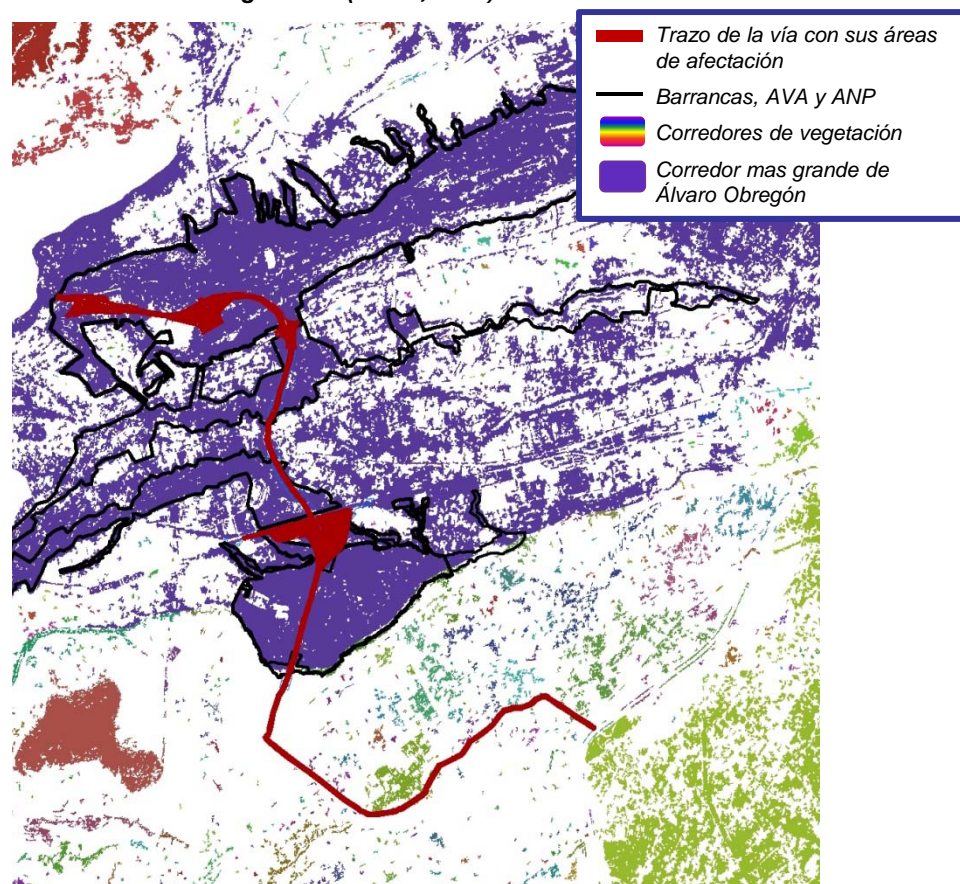 Trazo de la vía con sus áreas
de afectación
Barrancas, AVA y ANP
Corredores de vegetación
Corredor mas grande de
Álvaro Obregón